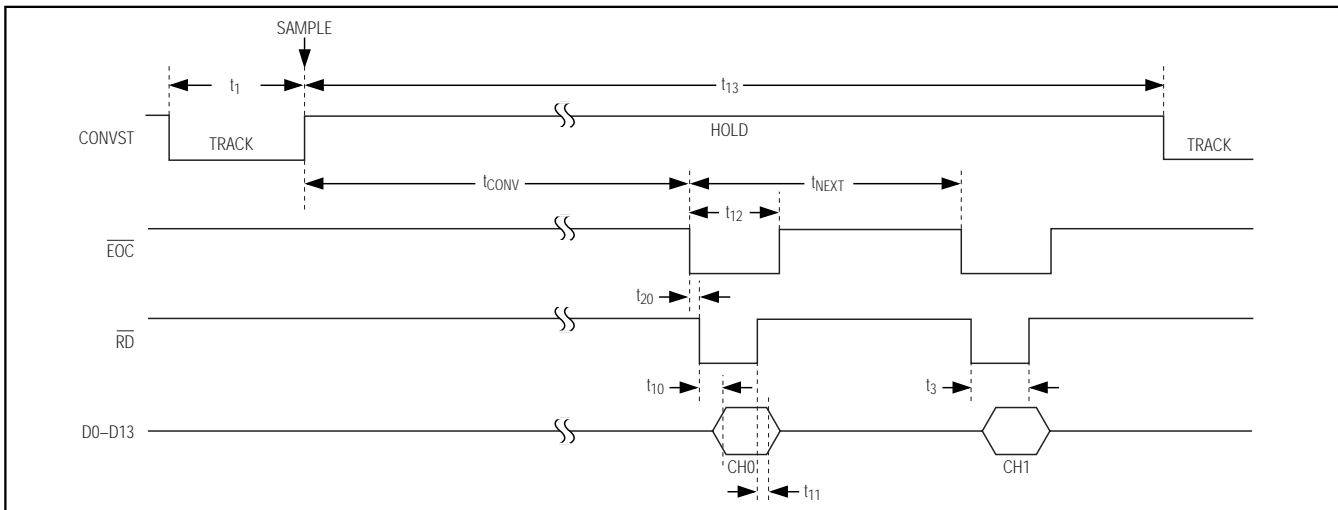 SAMPLE
t1
t13
CONVST
TRACK
HOLD
TRACK
tCONV
tNEXT
t12
EOC
t20
RD
t10
t3
D0–D13
CH0
CH1
t11